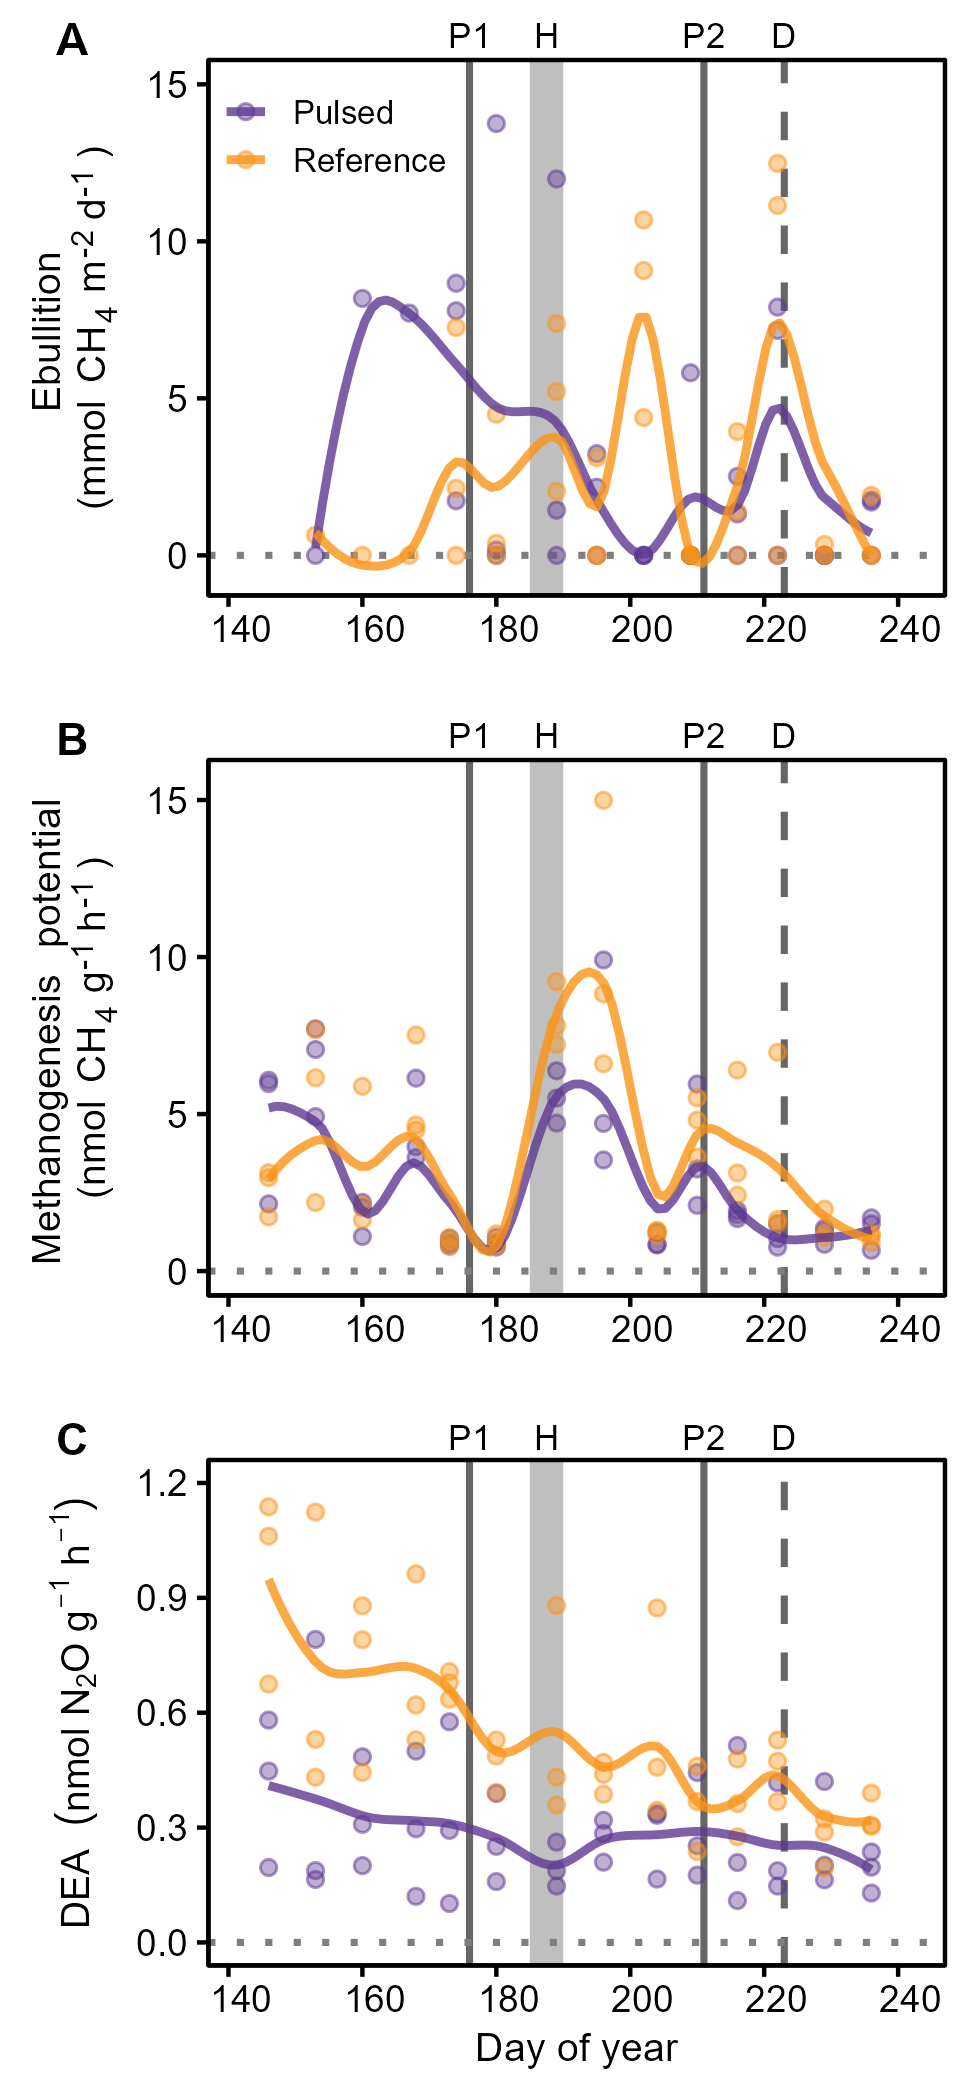 A
P1 H P2 D
15
10
5
0
Pulsed
Reference
Ebullition
(mmol CH4 m-2 d-1 )
140 160 180 200 220 240
B
P1 H P2 D
15
10
5
0
Methanogenesis potential
(nmol CH4 g-1 h-1 )
140 160 180 200 220 240
C
P1 H P2 D
1.2
0.9
0.6
0.3
0.0
DEA (nmol N2O g−1 h−1)
140 160 180 200 220 240
Day of year